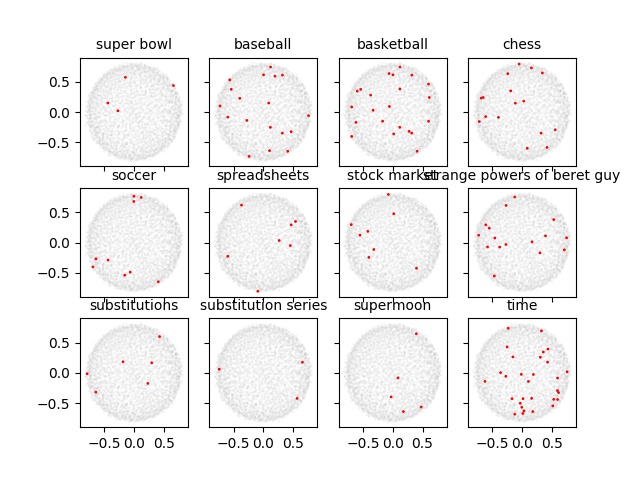 super bowl baseball basketball chess
0.5
0.0
−0.5
soccer spreadsheets stock market strange powers of beret guy
0.5
0.0
−0.5
substitutions substitution series supermoon time
0.5
0.0
−0.5
−0.5 0.0 0.5 −0.5 0.0 0.5 −0.5 0.0 0.5 −0.5 0.0 0.5